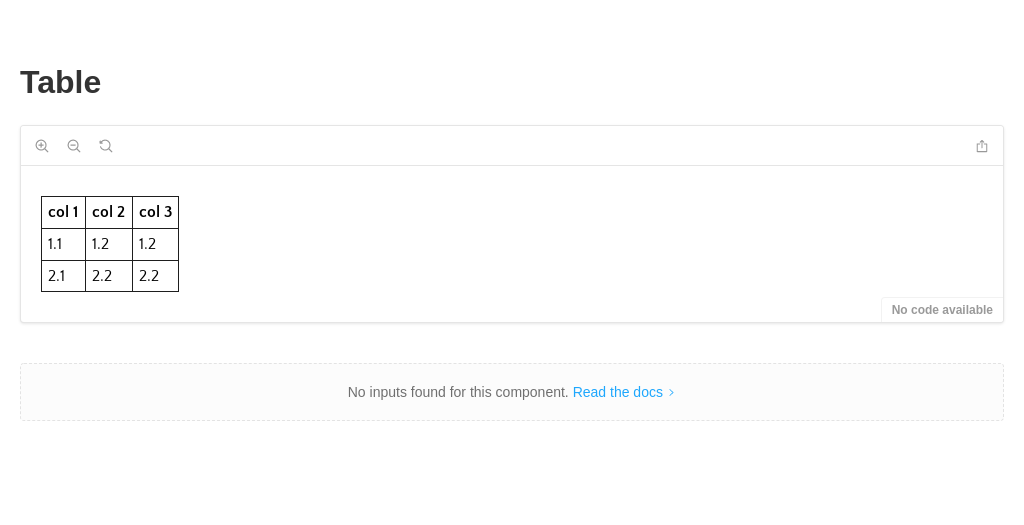 Table
col 1 col 2 col 3
1.1 1.2 1.2
2.1 2.2 2.2
No code available
No inputs found for this component. Read the docs